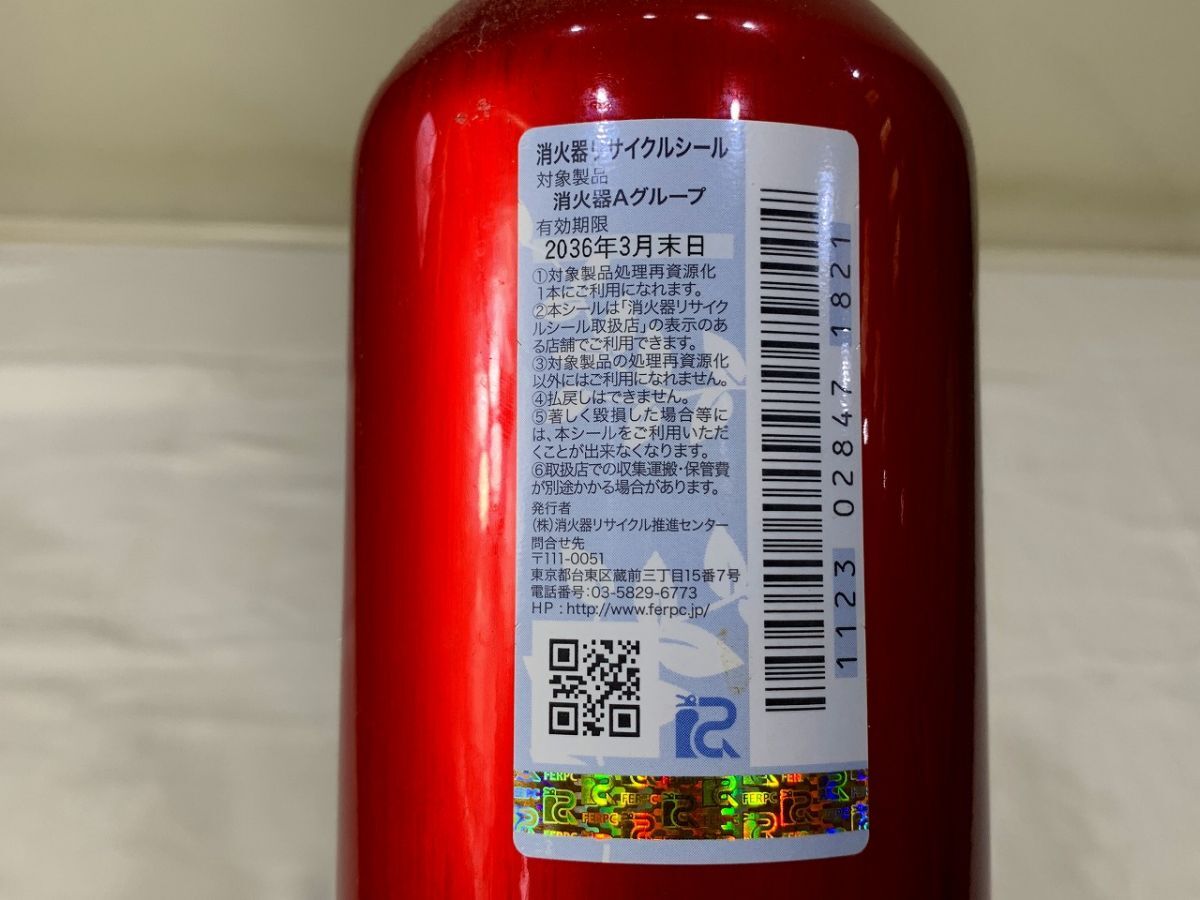 消火器リサイクルシール
対象製品
消火器Aグループ
有効期限
2036年3月末日
①対象製品処理再資源化
1本にご利用になれます。
②本シールは「消火器リサイク
ルシール取扱店」の表示のあ
る店舗でご利用できます。
③対象製品の処理再資源化
以外にはご利用になれません。
④払戻しはできません。
⑤著しく毀損した場合等に
は、本シールをご利用いただ
くことが出来なくなります。
⑥取扱店での収集運搬・保管費
が別途かかる場合があります。
発行者
(株)消火器リサイクル推進センター
問合せ先
〒111-0051
東京都台東区蔵前三丁目15番7号
電話番号:03-5829-6773
HP:http://www.ferpc.jp/
1123 02847 1821
FERPC FERPC FERPC
FERPC FERPC